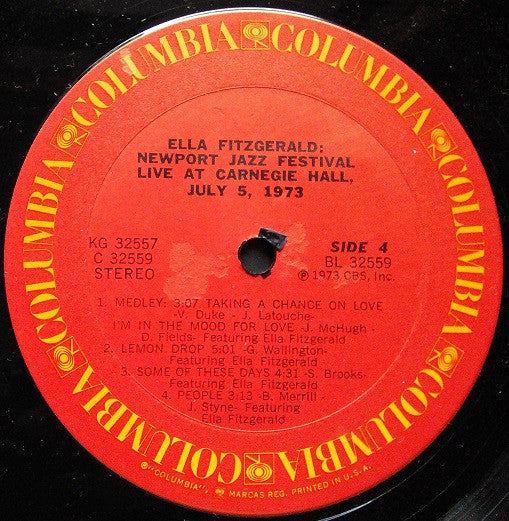 COLUMBIA COLUMBIA COLUMBIA COLUMBIA COLUMBIA COLUMBIA
ELLA FITZGERALD:
NEWPORT JAZZ FESTIVAL
LIVE AT CARNEGIE HALL.
JULY 5, 1973
KG 32557
C 32559
STEREO
SIDE 4
BL 32559
℗ 1973 CBS, Inc.
1. MEDLEY: 3:07 TAKING A CHANCE ON LOVE
-V. Duke - J. Latouche-
I'M IN THE MOOD FOR LOVE -J. McHugh -
D. Fields- Featuring Ella Fitzgerald
2. LEMON DROP 5:01 -G. Wallington-
Featuring Ella Fitzgerald
3. SOME OF THESE DAYS 4:31 -S. Brooks-
Featuring Ella Fitzgerald
4. PEOPLE 3:13 -B. Merrill -
J. Styne- Featuring
Ella Fitzgerald
®"COLUMBIA", MARCAS REG. PRINTED IN U.S.A.